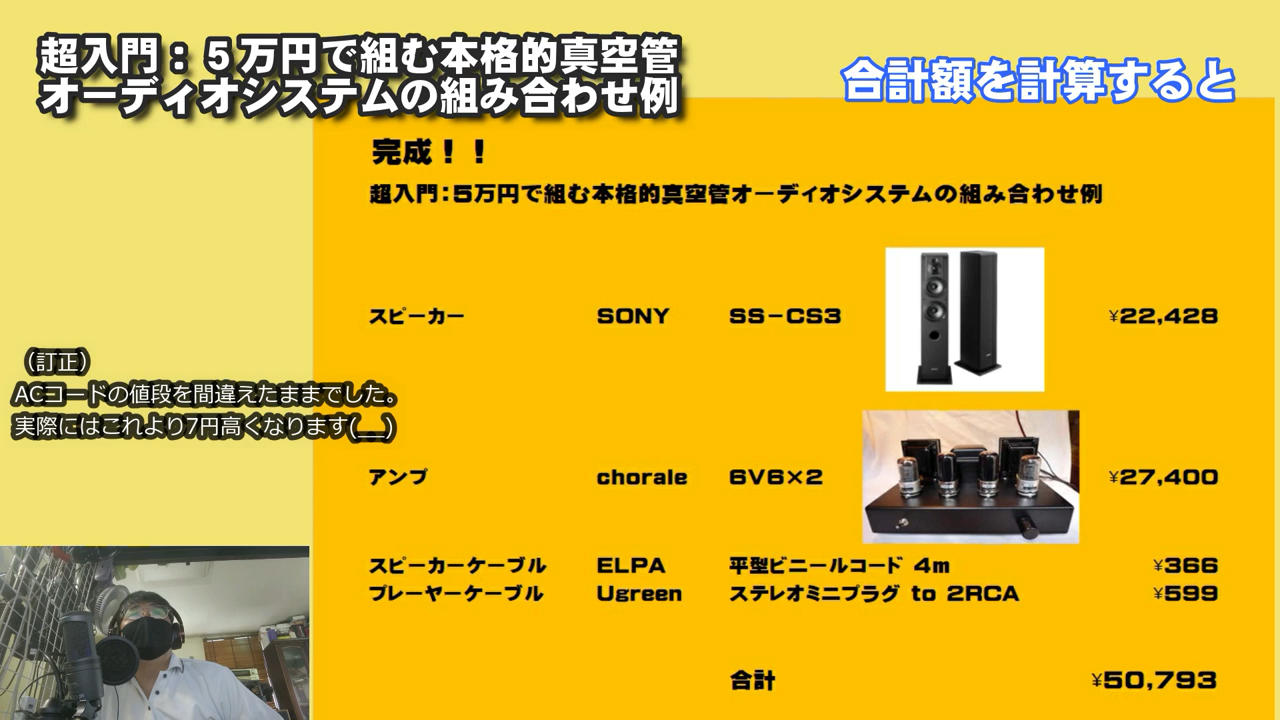 超入門：５万円で組む本格的真空管
オーディオシステムの組み合わせ例
合計額を計算すると
完成！！
超入門：5万円で組む本格的真空管オーディオシステムの組み合わせ例
スピーカー SONY SS－CS3 ¥22,428
（訂正）
ACコードの値段を間違えたままでした。
実際にはこれより7円高くなります(__)
アンプ chorale 6V6×2 ¥27,400
スピーカーケーブル ELPA 平型ビニールコード 4m ¥366
プレーヤーケーブル Ugreen ステレオミニプラグ to 2RCA ¥599
合計 ¥50,793